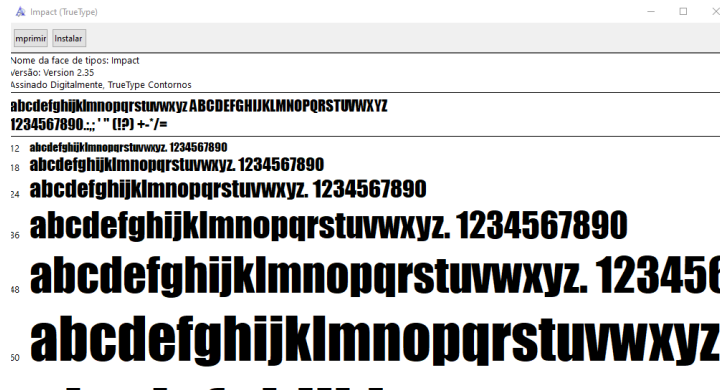 Impact (TrueType)
mprimir Instalar
Nome da face de tipos: Impact
Versão: Version 2.35
Assinado Digitalmente, TrueType Contornos
abcdefghijklmnopqrstuvwxyz ABCDEFGHIJKLMNOPQRSTUVWXYZ
1234567890.:,; ' " (!?) +-*/=
12 abcdefghijklmnopqrstuvwxyz. 1234567890
18 abcdefghijklmnopqrstuvwxyz. 1234567890
24 abcdefghijklmnopqrstuvwxyz. 1234567890
36 abcdefghijklmnopqrstuvwxyz. 1234567890
48 abcdefghijklmnopqrstuvwxyz. 123456
60 abcdefghijklmnopqrstuvwxyz